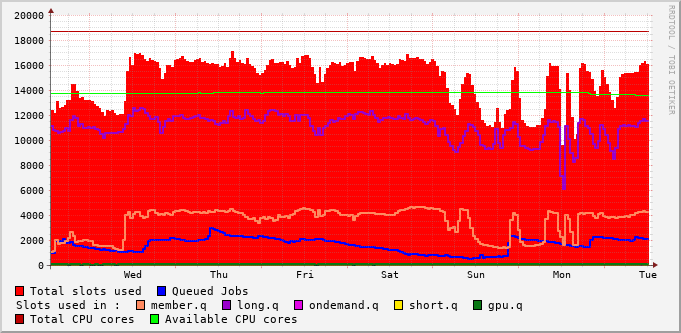 20000
18000
16000
14000
12000
10000
8000
6000
4000
2000
0
Wed Thu Fri Sat Sun Mon Tue
Total slots used Queued Jobs
Slots used in : member.q long.q ondemand.q short.q gpu.q
Total CPU cores Available CPU cores
RRDTOOL / TOBI OETIKER